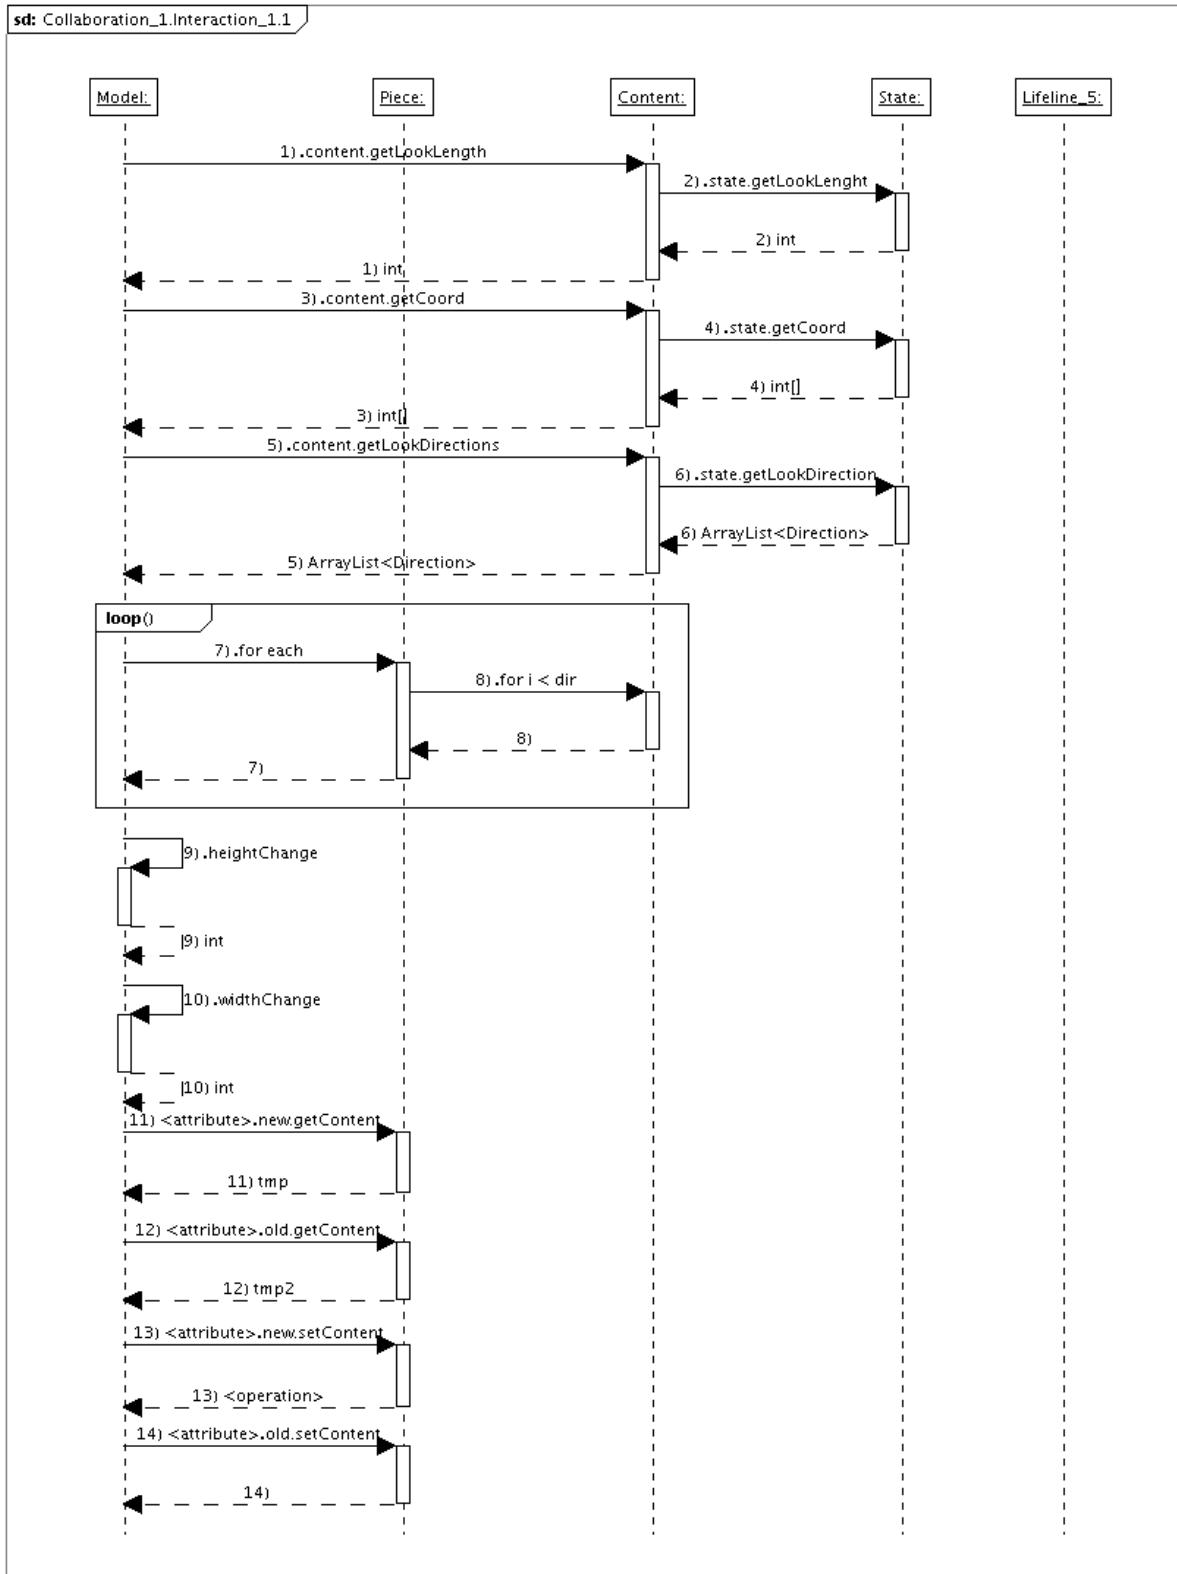 sd: Collaboration_1.Interaction_1.1
Model: Piece: Content: State: Lifeline_5:
1).content.getLookLength
2).state.getLookLenght
2) int
1) int
3).content.getCoord
4).state.getCoord
4) int[]
3) int[]
5).content.getLookDirections
6).state.getLookDirection
6) ArrayList<Direction>
5) ArrayList<Direction>
loop()
7).for each
8).for i < dir
8)
7)
9).heightChange
9) int
10).widthChange
10) int
11) <attribute>.new.getContent
11) tmp
12) <attribute>.old.getContent
12) tmp2
13) <attribute>.new.setContent
13) <operation>
14) <attribute>.old.setContent
14)